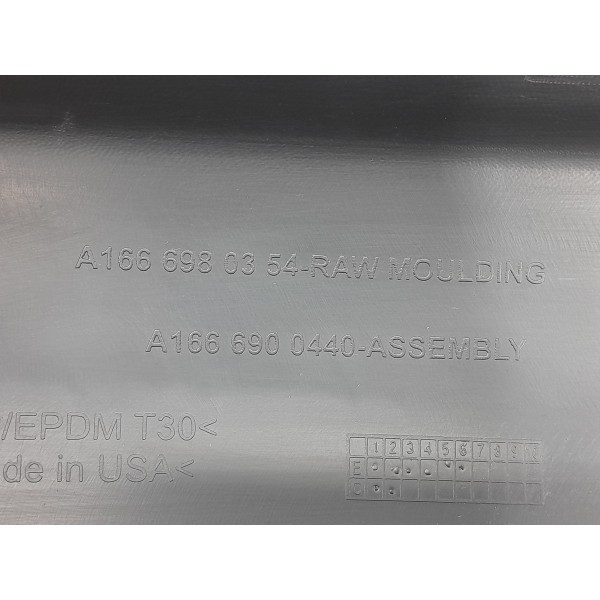 A166 698 03 54-RAW MOULDING
A166 690 0440-ASSEMBLY
/EPDM T30<
de in USA<
1 2 3 4 5 6 7 8 9
E